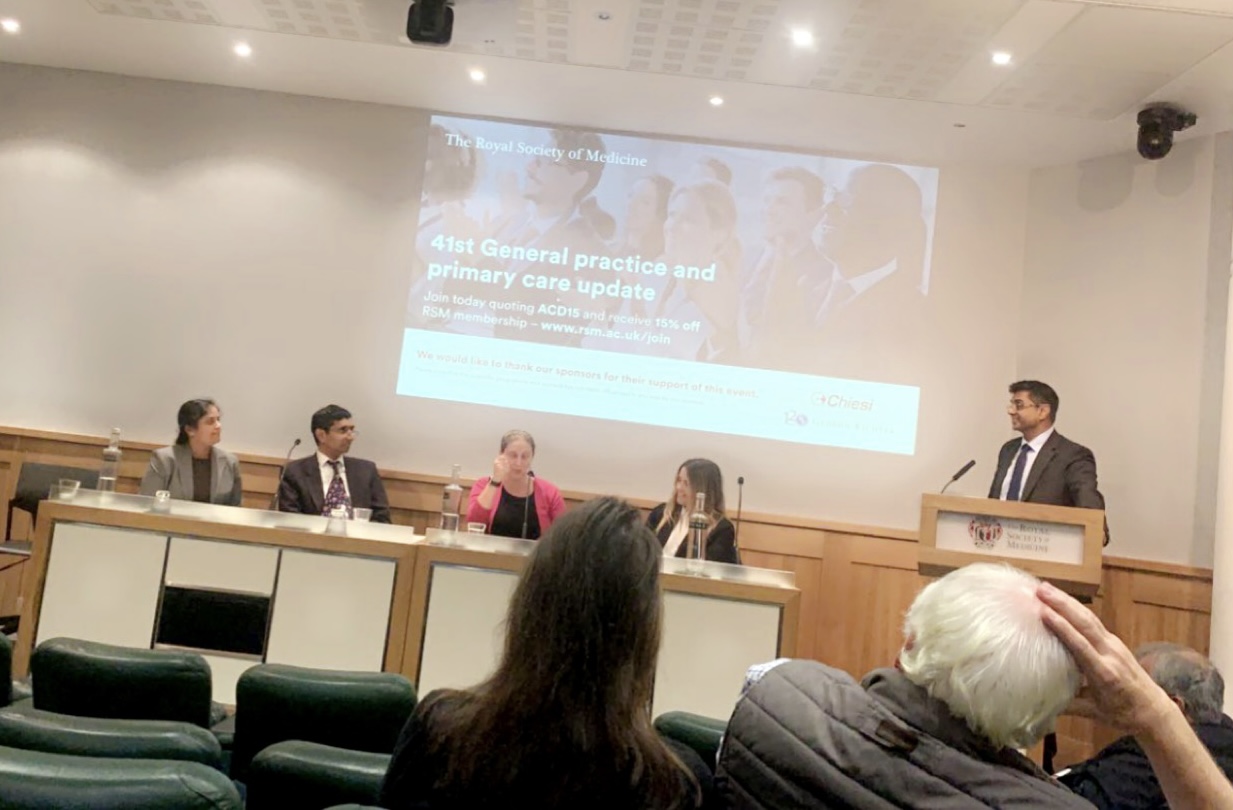 The Royal Society of Medicine
41st General practice and
primary care update
Join today quoting ACD15 and receive 15% off
RSM membership – www.rsm.ac.uk/join
We would like to thank our sponsors for their support of this event.
Chiesi
THE ROYAL
SOCIETY of
MEDICINE